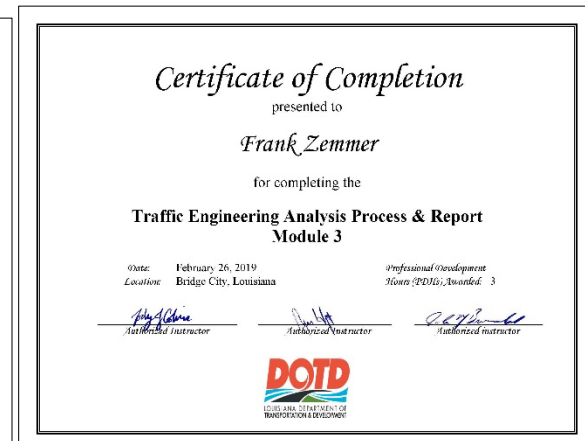 Certificate of Completion
presented to
Frank Zemmer
for completing the
Traffic Engineering Analysis Process & Report
Module 3
Date: February 26, 2019
Location: Bridge City, Louisiana
Professional Development
Hours (PDHs) Awarded: 3
Authorized Instructor
Authorized Instructor
Authorized Instructor
DOTD
LOUISIANA DEPARTMENT OF
TRANSPORTATION & DEVELOPMENT